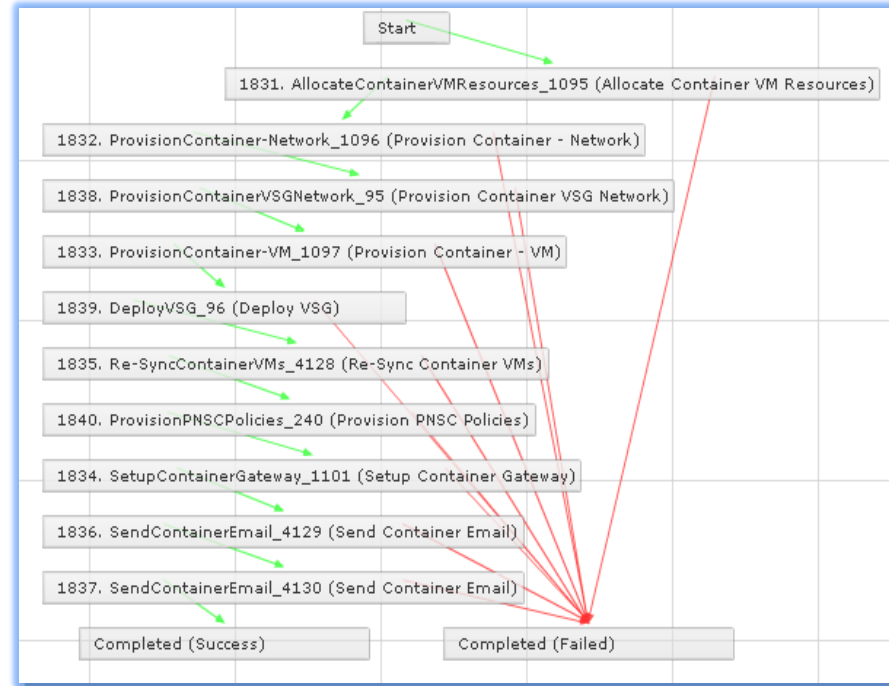 Start
1831. AllocateContainerVMResources_1095 (Allocate Container VM Resources)
1832. ProvisionContainer-Network_1096 (Provision Container - Network)
1838. ProvisionContainerVSGNetwork_95 (Provision Container VSG Network)
1833. ProvisionContainer-VM_1097 (Provision Container - VM)
1839. DeployVSG_96 (Deploy VSG)
1835. Re-SyncContainerVMs_4128 (Re-Sync Container VMs)
1840. ProvisionPNSCPolicies_240 (Provision PNSC Policies)
1834. SetupContainerGateway_1101 (Setup Container Gateway)
1836. SendContainerEmail_4129 (Send Container Email)
1837. SendContainerEmail_4130 (Send Container Email)
Completed (Success)
Completed (Failed)